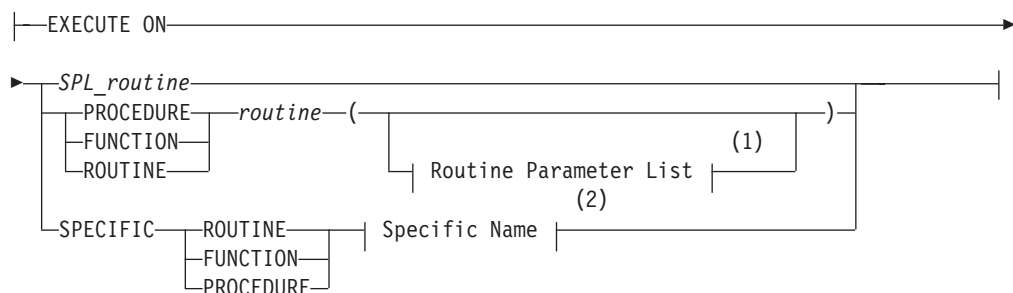 EXECUTE ON
SPL_routine
PROCEDURE routine ( )
FUNCTION (1)
ROUTINE Routine Parameter List
(2)
SPECIFIC ROUTINE Specific Name
FUNCTION
PROCEDURE